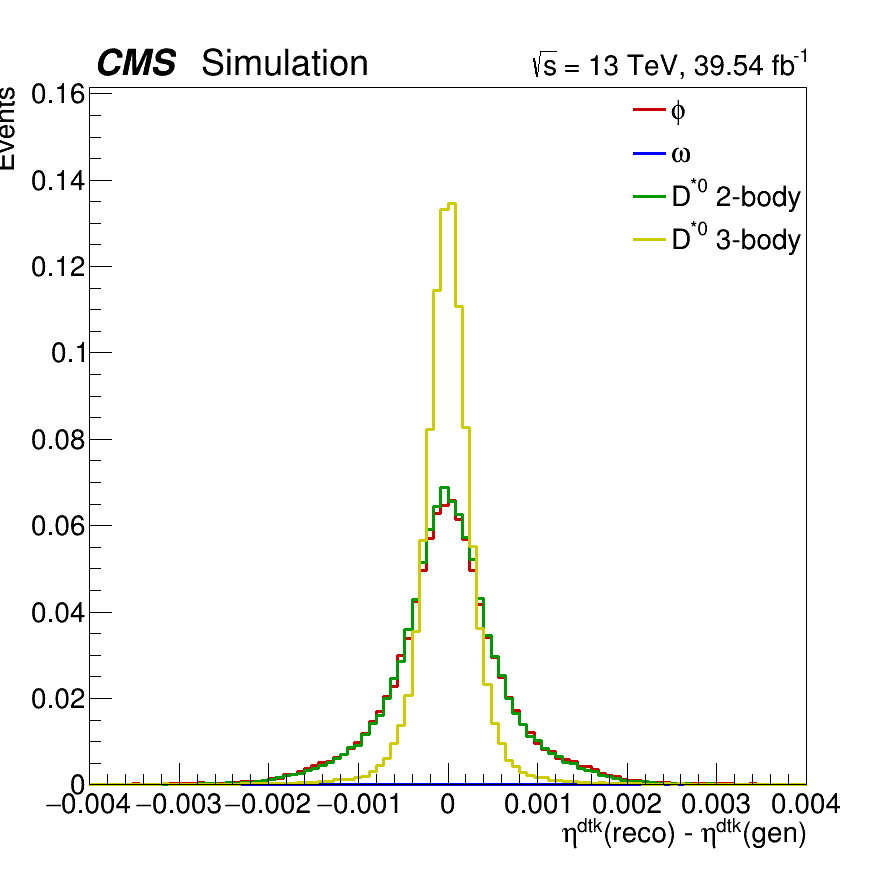 CMS Simulation
√s = 13 TeV, 39.54 fb⁻¹
Events
0.16
0.14
0.12
0.1
0.08
0.06
0.04
0.02
0
ϕ
ω
D*⁰ 2-body
D*⁰ 3-body
−0.004 −0.003 −0.002 −0.001 0 0.001 0.002 0.003 0.004
η^dtk(reco) - η^dtk(gen)